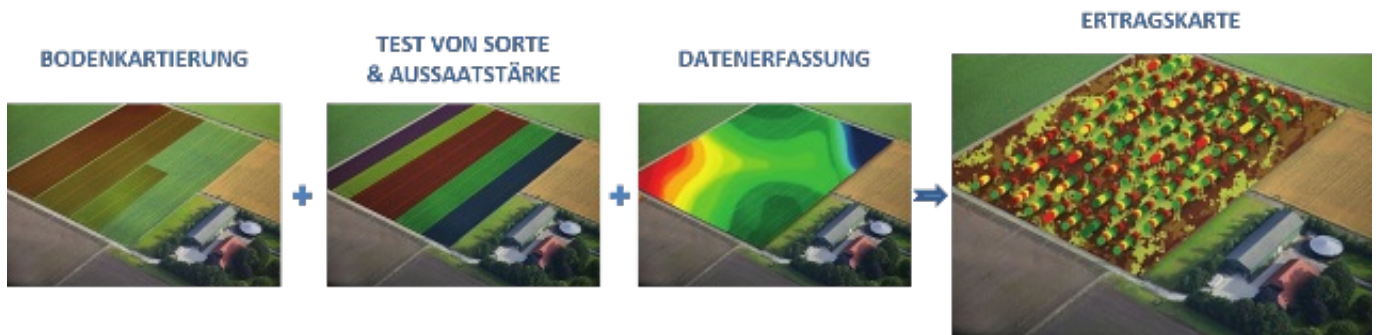 BODENKARTIERUNG
TEST VON SORTE
& AUSSAATSTÄRKE
DATENERFASSUNG
ERTRAGSKARTE